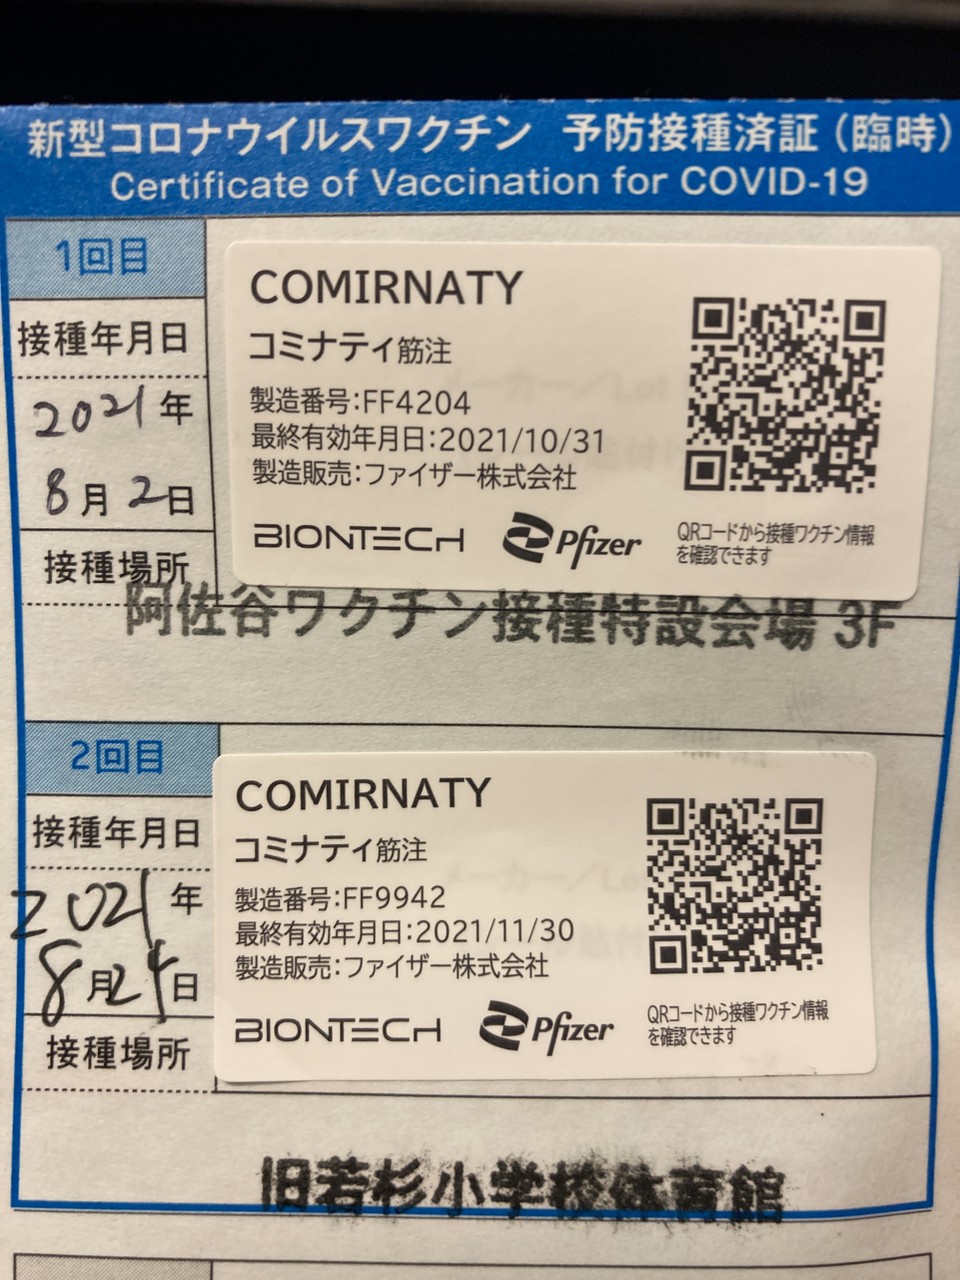 新型コロナウイルスワクチン 予防接種済証（臨時）
Certificate of Vaccination for COVID-19
1回目
接種年月日
2021年
8月2日
接種場所
COMIRNATY
コミナティ筋注
製造番号:FF4204
最終有効年月日:2021/10/31
製造販売:ファイザー株式会社
BIONTECH Pfizer
QRコードから接種ワクチン情報
を確認できます
阿佐谷ワクチン接種特設会場 3F
2回目
接種年月日
2021年
8月24日
接種場所
COMIRNATY
コミナティ筋注
製造番号:FF9942
最終有効年月日:2021/11/30
製造販売:ファイザー株式会社
BIONTECH Pfizer
QRコードから接種ワクチン情報
を確認できます
旧若杉小学校体育館